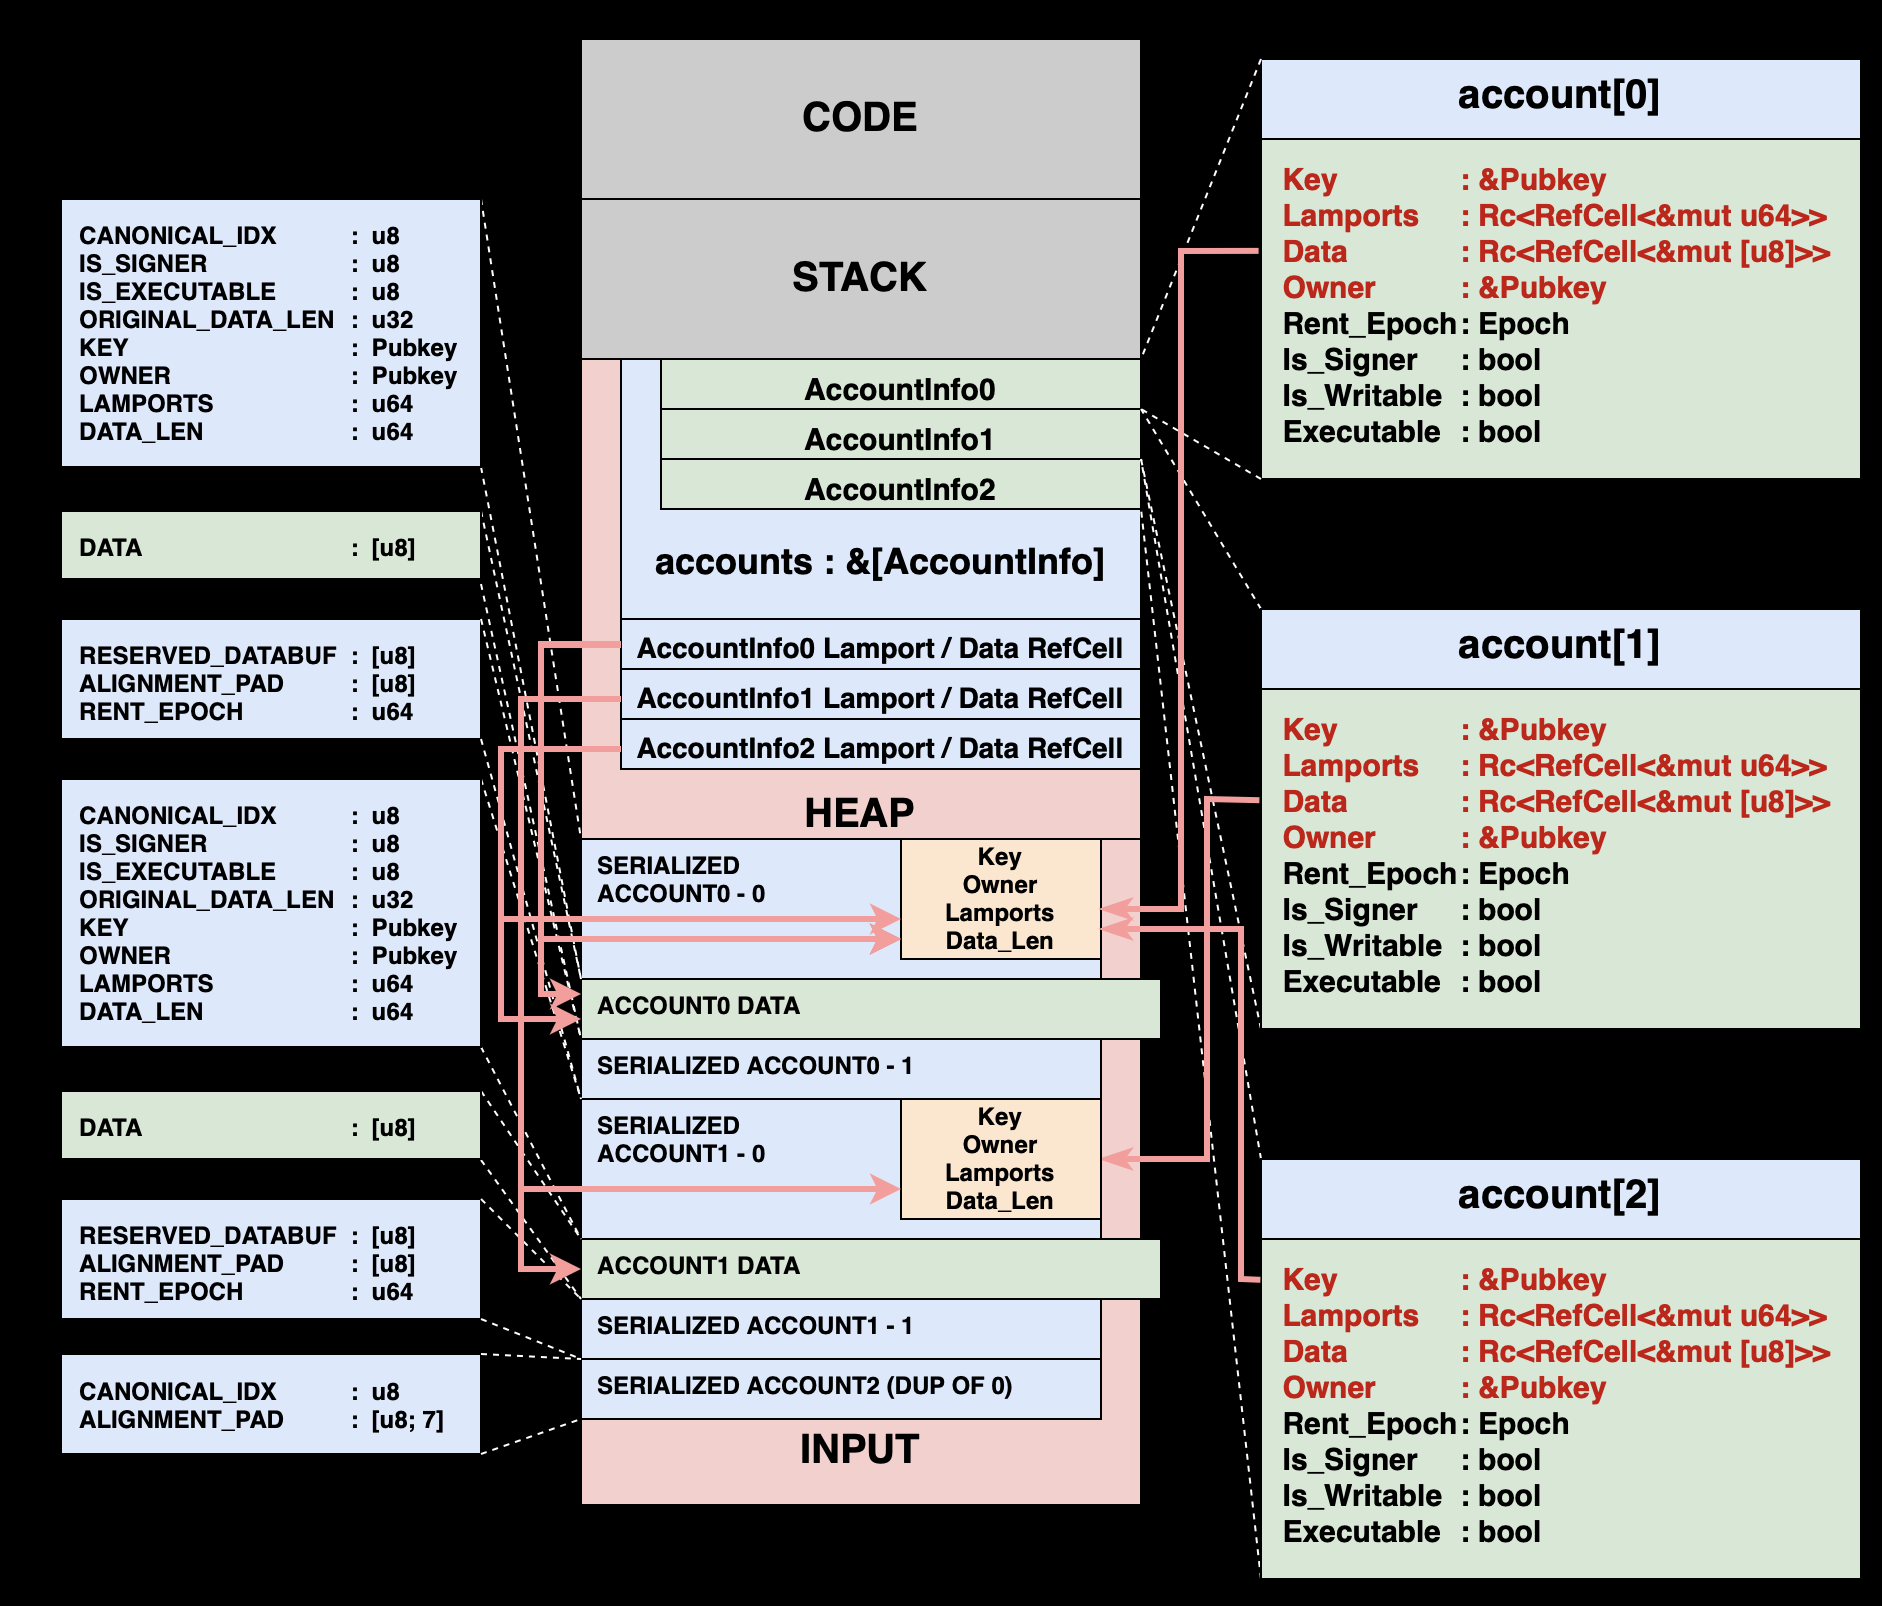 CANONICAL_IDX : u8
IS_SIGNER : u8
IS_EXECUTABLE : u8
ORIGINAL_DATA_LEN : u32
KEY : Pubkey
OWNER : Pubkey
LAMPORTS : u64
DATA_LEN : u64
DATA : [u8]
RESERVED_DATABUF : [u8]
ALIGNMENT_PAD : [u8]
RENT_EPOCH : u64
CANONICAL_IDX : u8
IS_SIGNER : u8
IS_EXECUTABLE : u8
ORIGINAL_DATA_LEN : u32
KEY : Pubkey
OWNER : Pubkey
LAMPORTS : u64
DATA_LEN : u64
DATA : [u8]
RESERVED_DATABUF : [u8]
ALIGNMENT_PAD : [u8]
RENT_EPOCH : u64
CANONICAL_IDX : u8
ALIGNMENT_PAD : [u8; 7]
CODE
STACK
AccountInfo0
AccountInfo1
AccountInfo2
accounts : &[AccountInfo]
AccountInfo0 Lamport / Data RefCell
AccountInfo1 Lamport / Data RefCell
AccountInfo2 Lamport / Data RefCell
HEAP
SERIALIZED
ACCOUNT0 - 0
Key
Owner
Lamports
Data_Len
ACCOUNT0 DATA
SERIALIZED ACCOUNT0 - 1
SERIALIZED
ACCOUNT1 - 0
Key
Owner
Lamports
Data_Len
ACCOUNT1 DATA
SERIALIZED ACCOUNT1 - 1
SERIALIZED ACCOUNT2 (DUP OF 0)
INPUT
account[0]
Key : &Pubkey
Lamports : Rc<RefCell<&mut u64>>
Data : Rc<RefCell<&mut [u8]>>
Owner : &Pubkey
Rent_Epoch : Epoch
Is_Signer : bool
Is_Writable : bool
Executable : bool
account[1]
Key : &Pubkey
Lamports : Rc<RefCell<&mut u64>>
Data : Rc<RefCell<&mut [u8]>>
Owner : &Pubkey
Rent_Epoch : Epoch
Is_Signer : bool
Is_Writable : bool
Executable : bool
account[2]
Key : &Pubkey
Lamports : Rc<RefCell<&mut u64>>
Data : Rc<RefCell<&mut [u8]>>
Owner : &Pubkey
Rent_Epoch : Epoch
Is_Signer : bool
Is_Writable : bool
Executable : bool